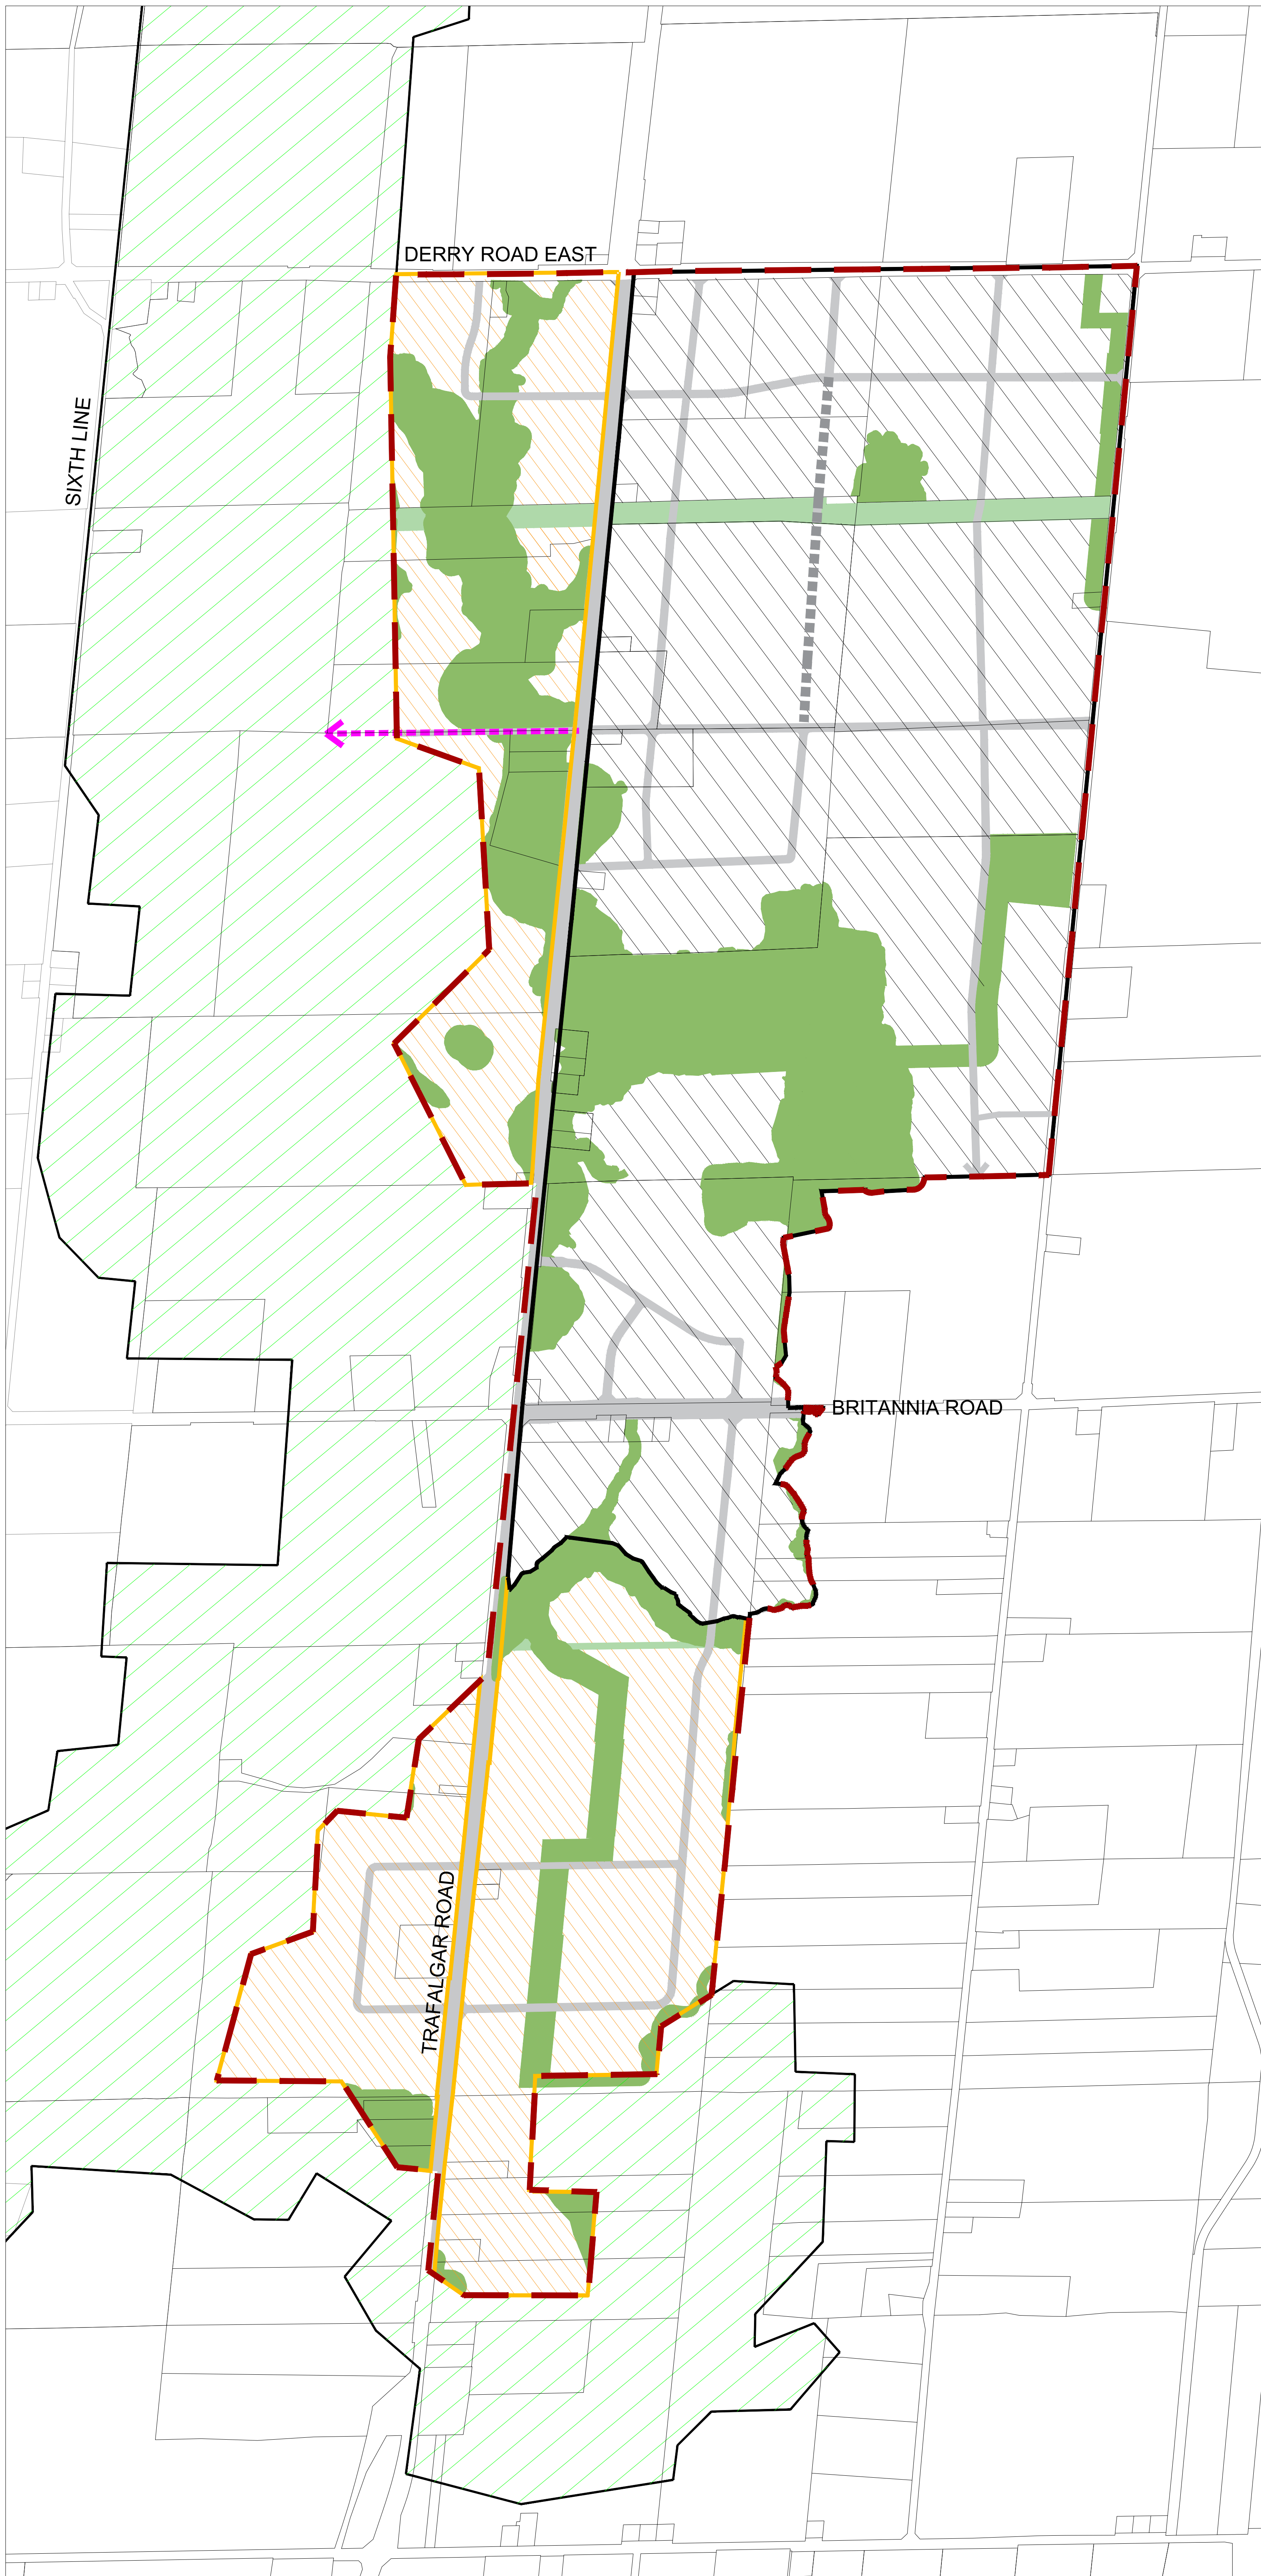 DERRY ROAD EAST
SIXTH LINE
BRITANNIA ROAD
TRAFALGAR ROAD